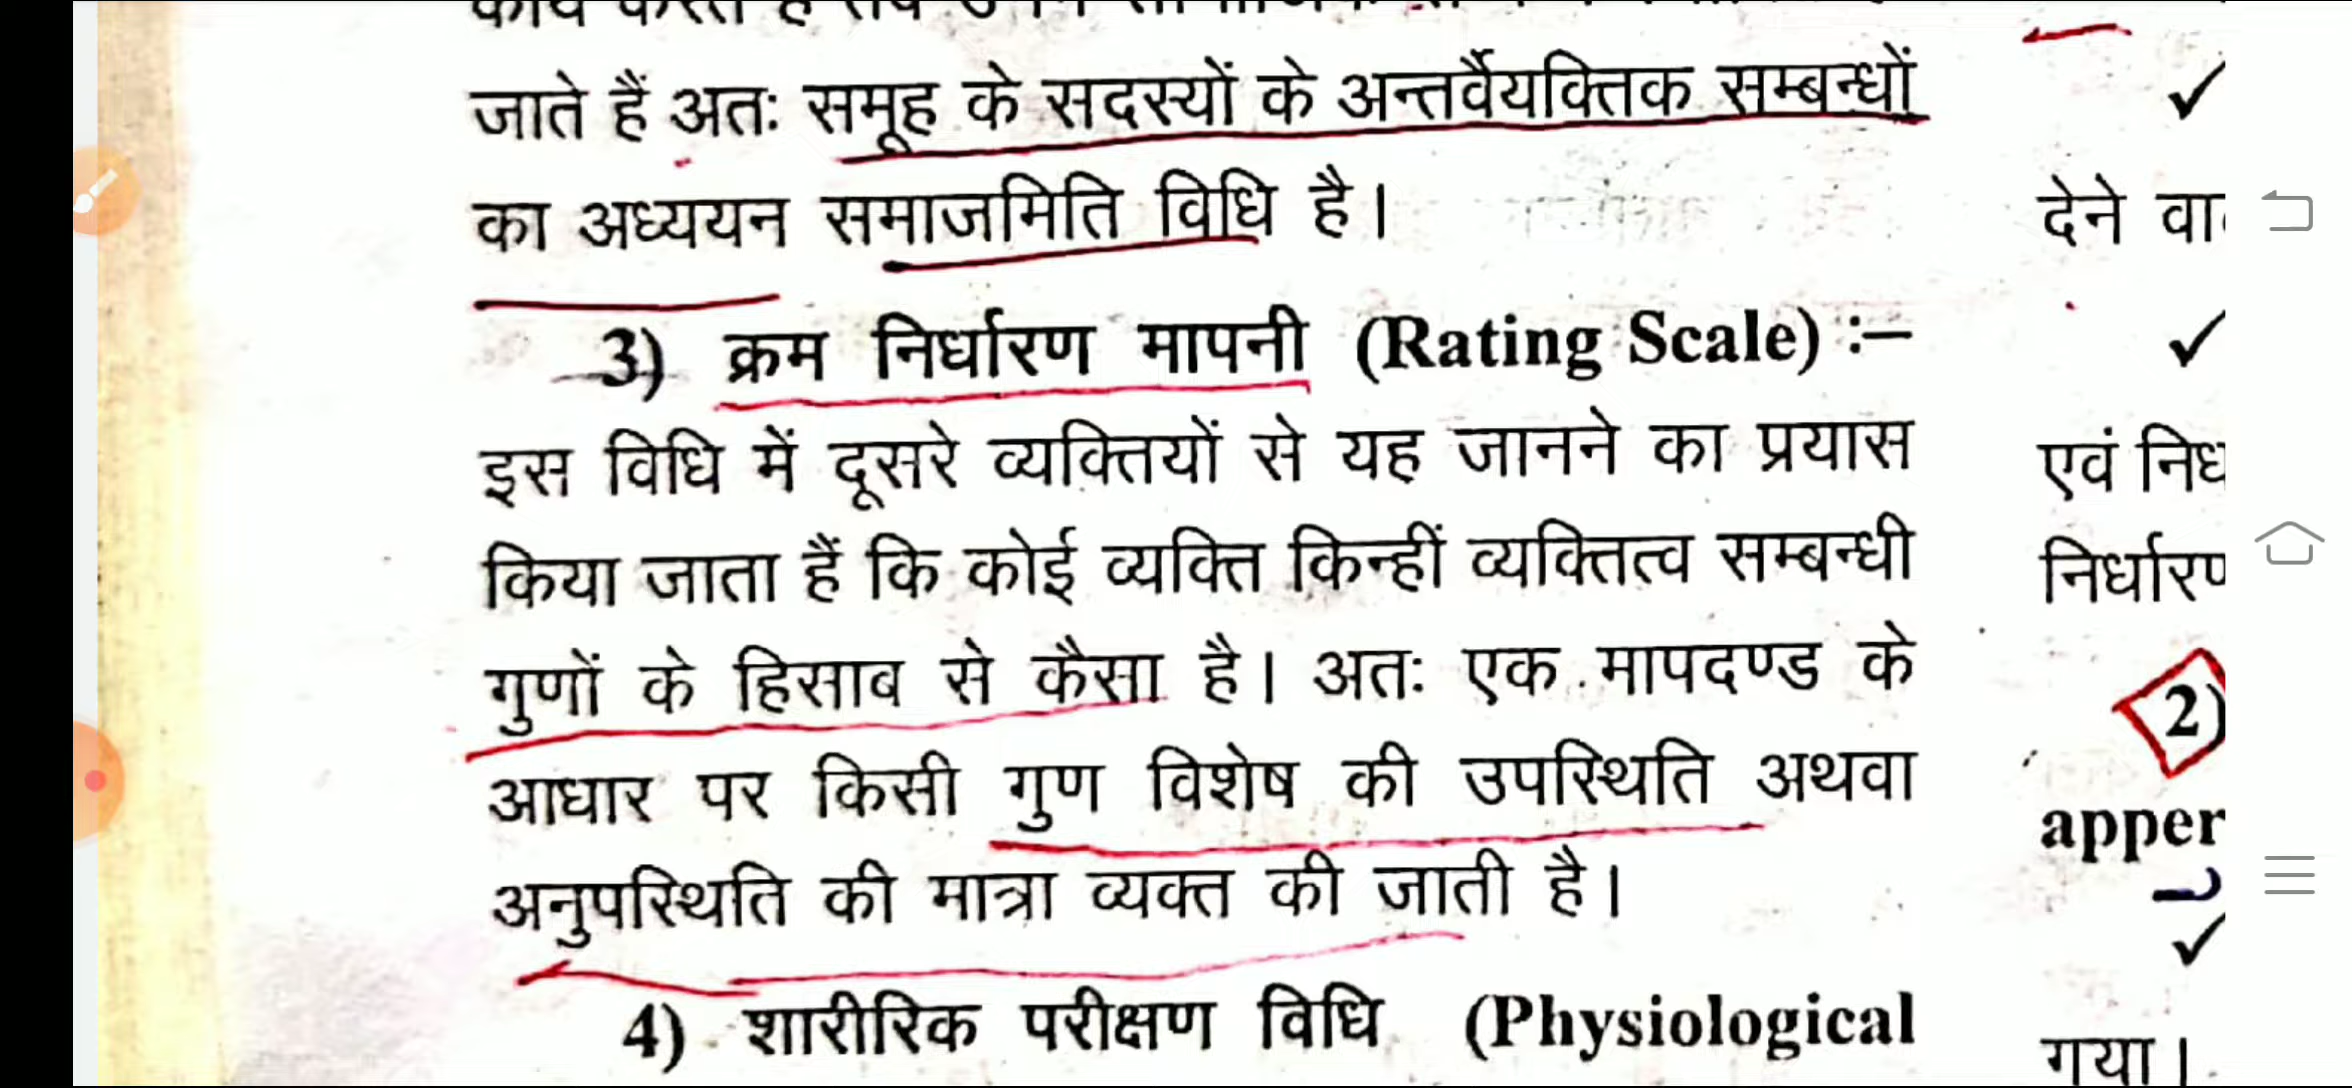 जाते हैं अतः समूह के सदस्यों के अन्तर्वैयक्तिक सम्बन्धों
का अध्ययन समाजमिति विधि है।
3) क्रम निर्धारण मापनी (Rating Scale) :–
इस विधि में दूसरे व्यक्तियों से यह जानने का प्रयास
किया जाता हैं कि कोई व्यक्ति किन्हीं व्यक्तित्व सम्बन्धी
गुणों के हिसाब से कैसा है। अतः एक मापदण्ड के
आधार पर किसी गुण विशेष की उपस्थिति अथवा
अनुपस्थिति की मात्रा व्यक्त की जाती है।
4) शारीरिक परीक्षण विधि (Physiological
✓
देने
✓
एवं
2)
✓
गया।